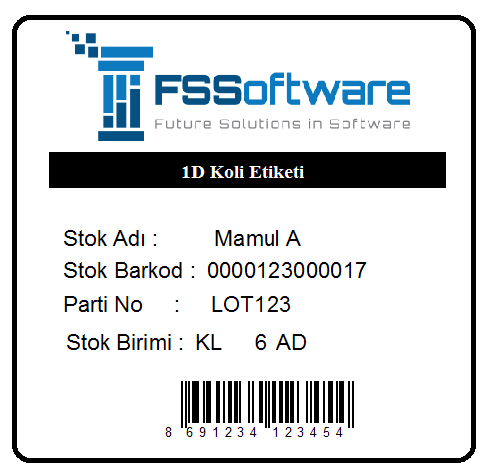 FSSoftware
Future Solutions in Software
1D Koli Etiketi
Stok Adı : Mamul A
Stok Barkod : 0000123000017
Parti No : LOT123
Stok Birimi : KL 6 AD
8 691234 123454